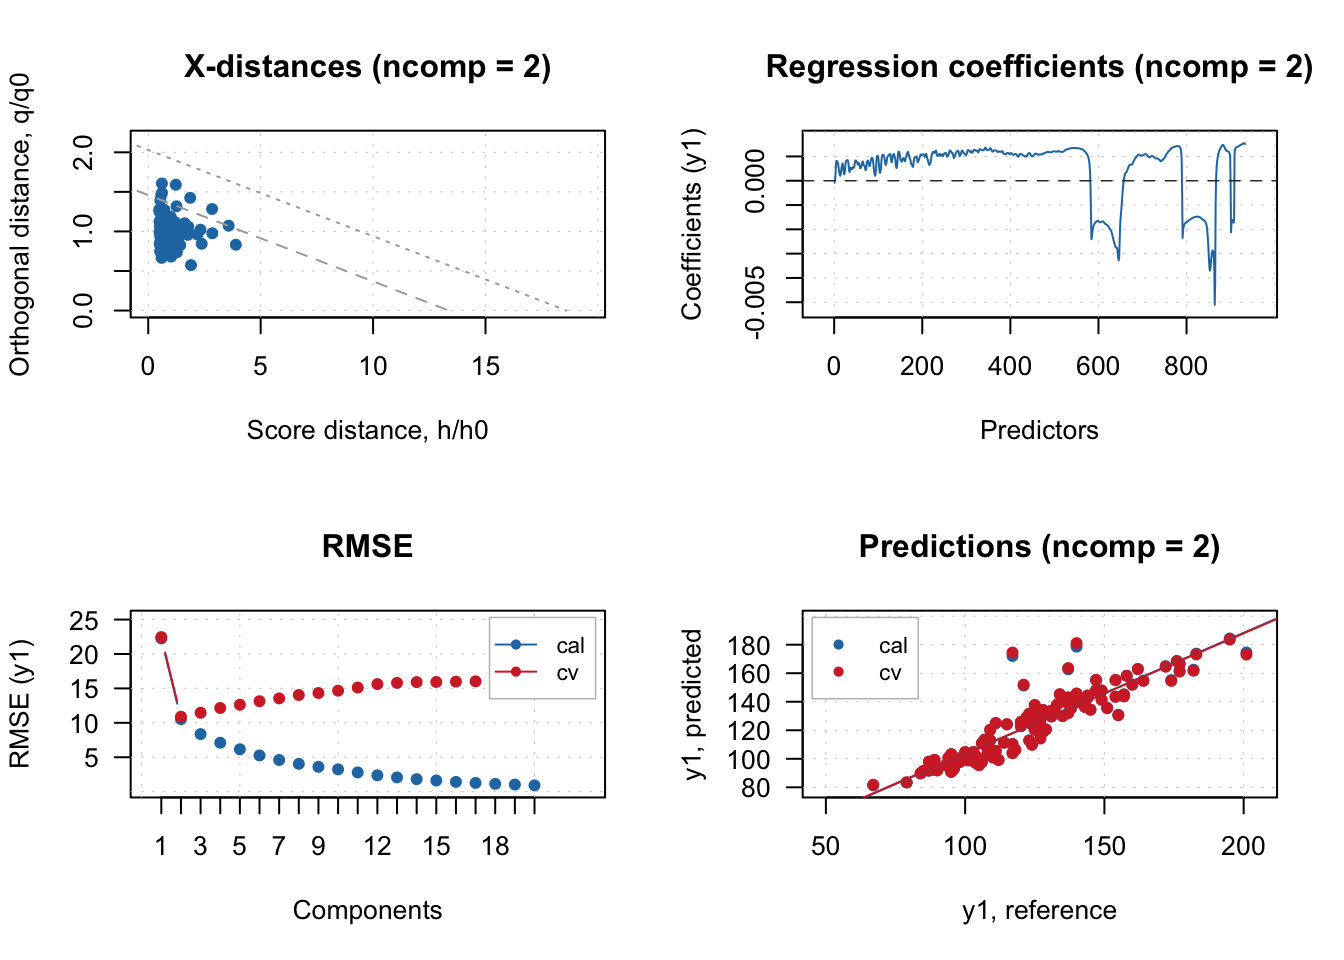 X-distances (ncomp = 2)
Orthogonal distance, q/q0
2.0
1.0
0.0
0 5 10 15
Score distance, h/h0
Regression coefficients (ncomp = 2)
Coefficients (y1)
0.000
-0.005
0 200 400 600 800
Predictors
RMSE
RMSE (y1)
25
20
15
10
5
cal
cv
1 3 5 7 9 12 15 18
Components
Predictions (ncomp = 2)
y1, predicted
180
160
140
120
100
80
cal
cv
50 100 150 200
y1, reference